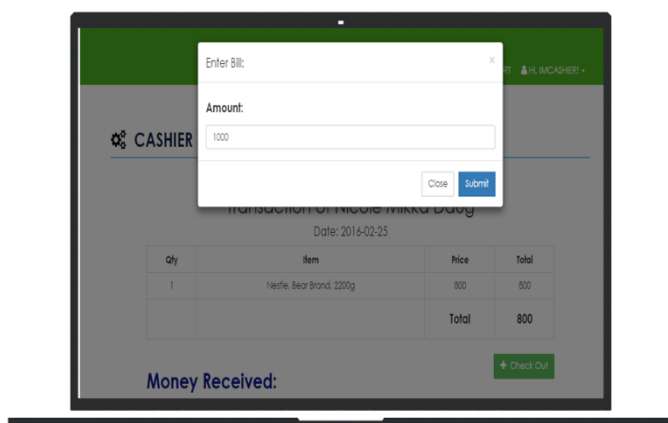 Enter Bill: x
RT HI, IMCASHIER!
Amount:
1000
CASHIER
Close Submit
Transaction of Nicole Mikka Daug
Date: 2016-02-25
Qty Item Price Total
1 Nestle, Bear Brand, 2200g 800 800
Total 800
+ Check Out
Money Received: